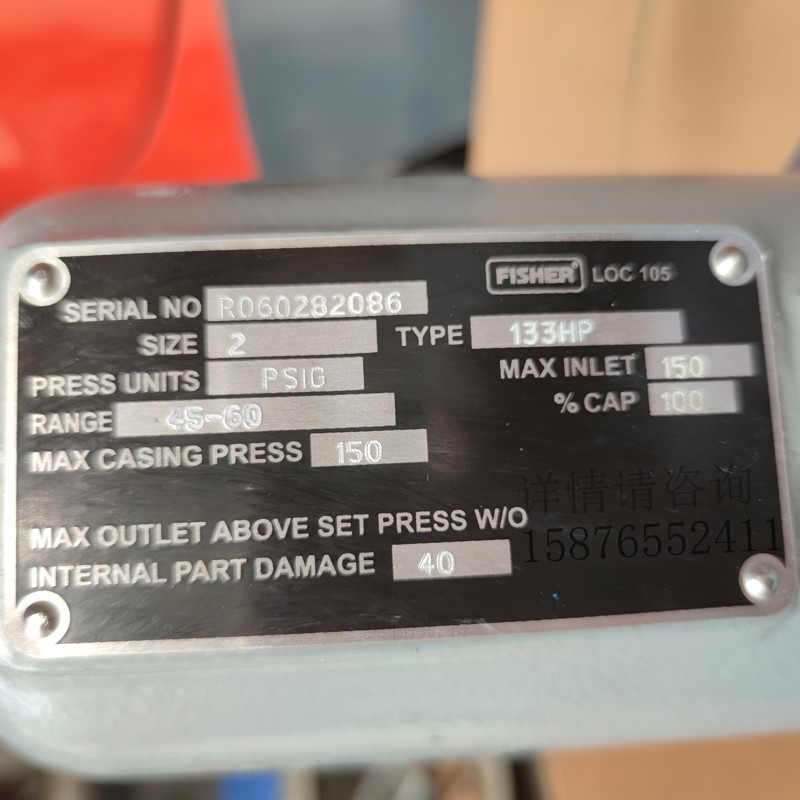 FISHER® LOC 105
SERIAL NO R060282086
SIZE 2 TYPE 133HP
PRESS UNITS PSIG MAX INLET 150
RANGE 45-60 % CAP 100
MAX CASING PRESS 150
详情请咨询
MAX OUTLET ABOVE SET PRESS W/O
15876552411
INTERNAL PART DAMAGE 40